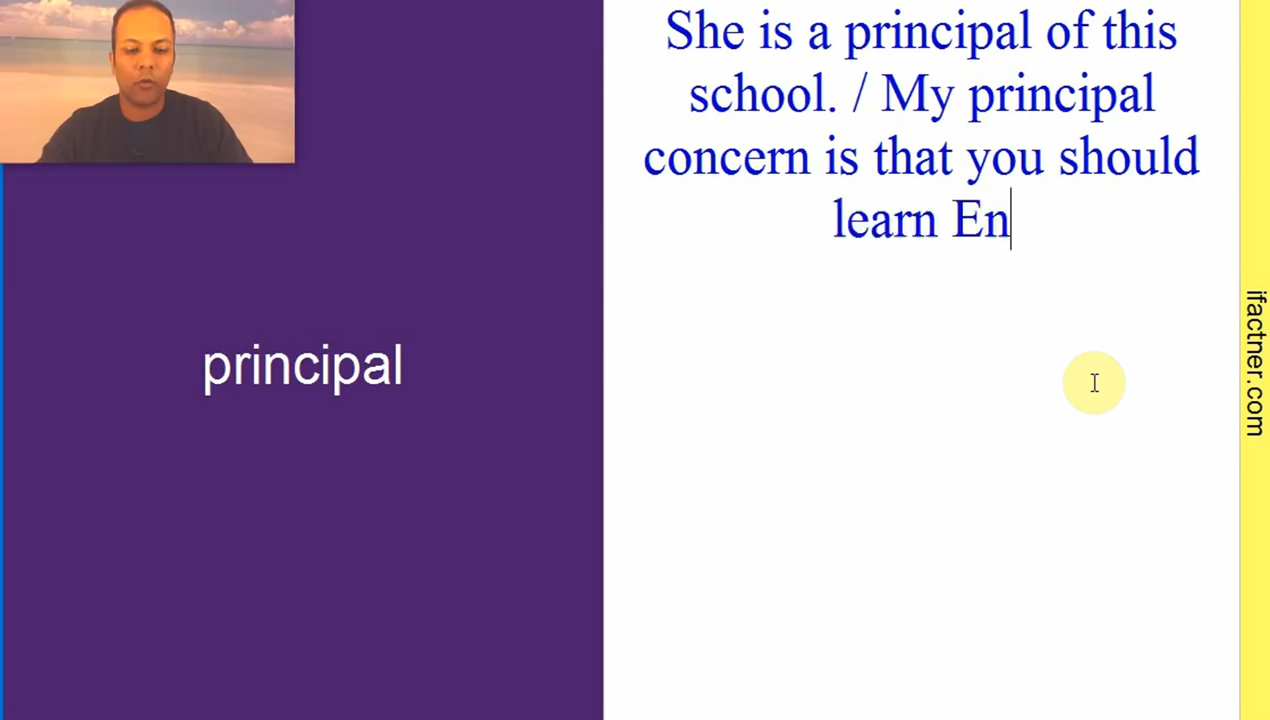 She is a principal of this
school. / My principal
concern is that you should
learn En
principal
ifactner.com